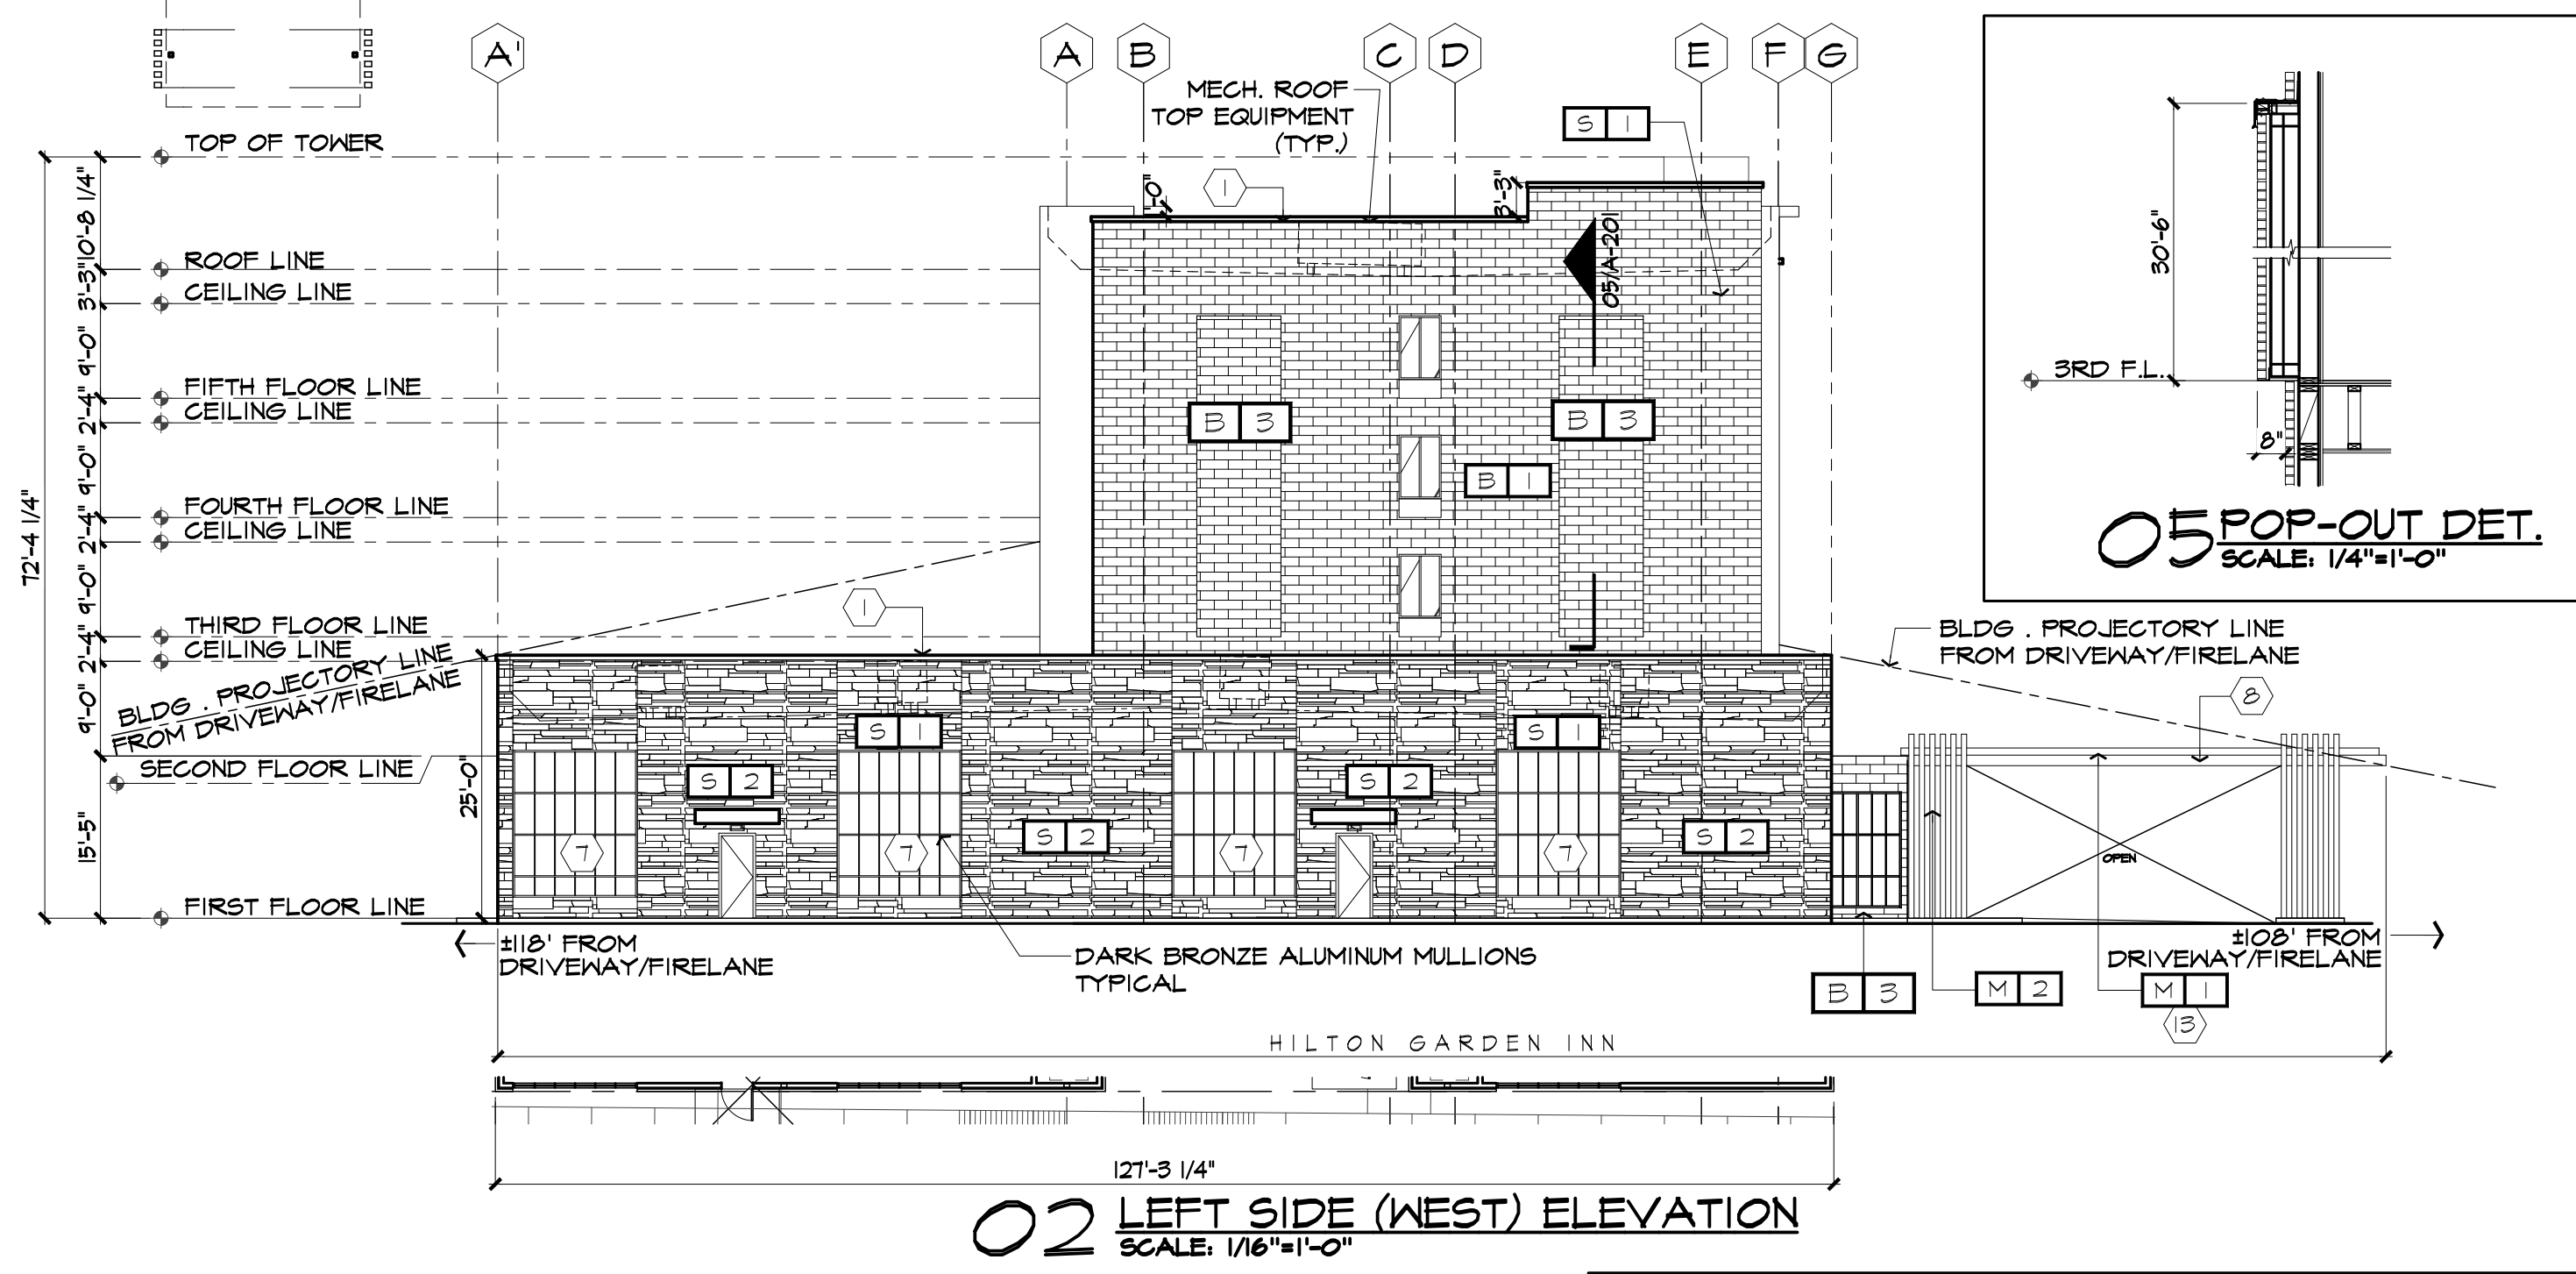 A'
A
B
C
D
E
F
G
MECH. ROOF
TOP EQUIPMENT
(TYP.)
S 1
TOP OF TOWER
1
1'-0"
3'-3"
10'-8 1/4"
ROOF LINE
3'-3"
CEILING LINE
05/A-201
9'-0"
FIFTH FLOOR LINE
2'-4"
CEILING LINE
B 3
B 3
9'-0"
B 1
72'-4 1/4"
FOURTH FLOOR LINE
2'-4"
CEILING LINE
9'-0"
1
THIRD FLOOR LINE
2'-4"
CEILING LINE
BLDG . PROJECTORY LINE
FROM DRIVEWAY/FIRELANE
9'-0"
SECOND FLOOR LINE
25'-0"
15'-5"
FIRST FLOOR LINE
S 1
S 1
S 2
S 2
S 2
S 2
7
7
7
7
BLDG . PROJECTORY LINE
FROM DRIVEWAY/FIRELANE
8
OPEN
±118' FROM
DRIVEWAY/FIRELANE
DARK BRONZE ALUMINUM MULLIONS
TYPICAL
±108' FROM
DRIVEWAY/FIRELANE
B 3
M 2
M 1
13
HILTON GARDEN INN
127'-3 1/4"
02 LEFT SIDE (WEST) ELEVATION
SCALE: 1/16"=1'-0"
30'-6"
3RD F.L.
8"
05 POP-OUT DET.
SCALE: 1/4"=1'-0"